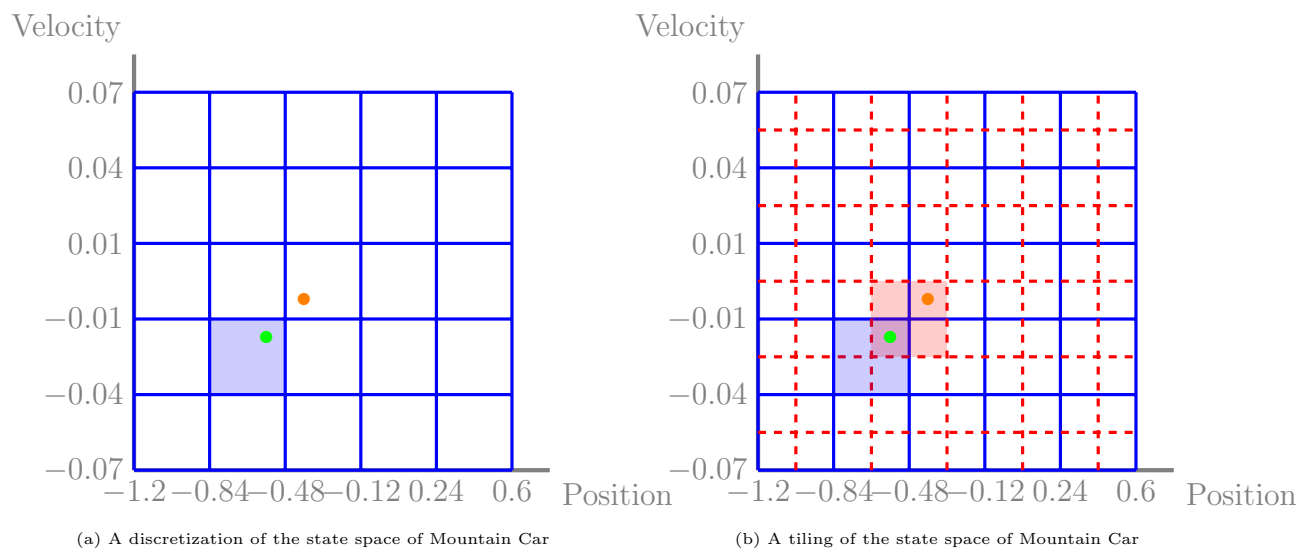 Velocity
0.07
0.04
0.01
−0.01
−0.04
−0.07
−1.2 −0.84 −0.48 −0.12 0.24 0.6
Position
(a) A discretization of the state space of Mountain Car
Velocity
0.07
0.04
0.01
−0.01
−0.04
−0.07
−1.2 −0.84 −0.48 −0.12 0.24 0.6
Position
(b) A tiling of the state space of Mountain Car